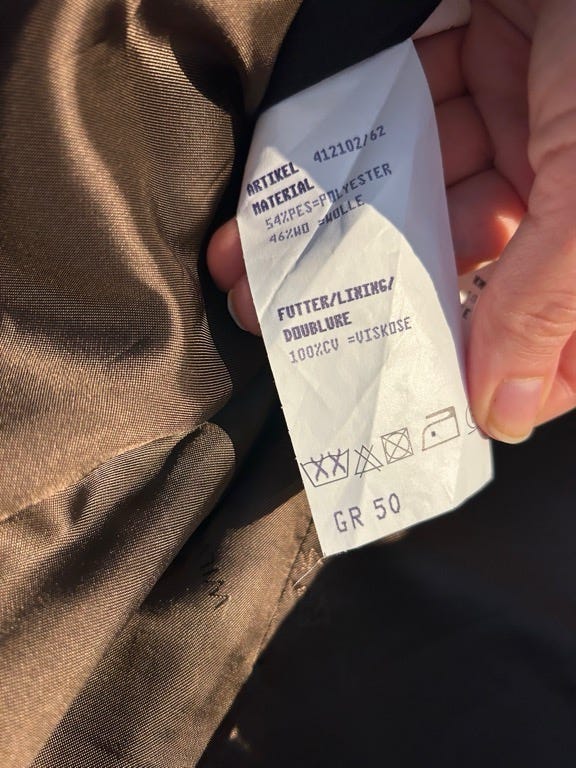 ARTIKEL 412102/62
MATERIAL
54%PES=POLYESTER
46%WO =WOLLE
FUTTER/LINING/
DOUBLURE
100%CV =VISKOSE
GR 50